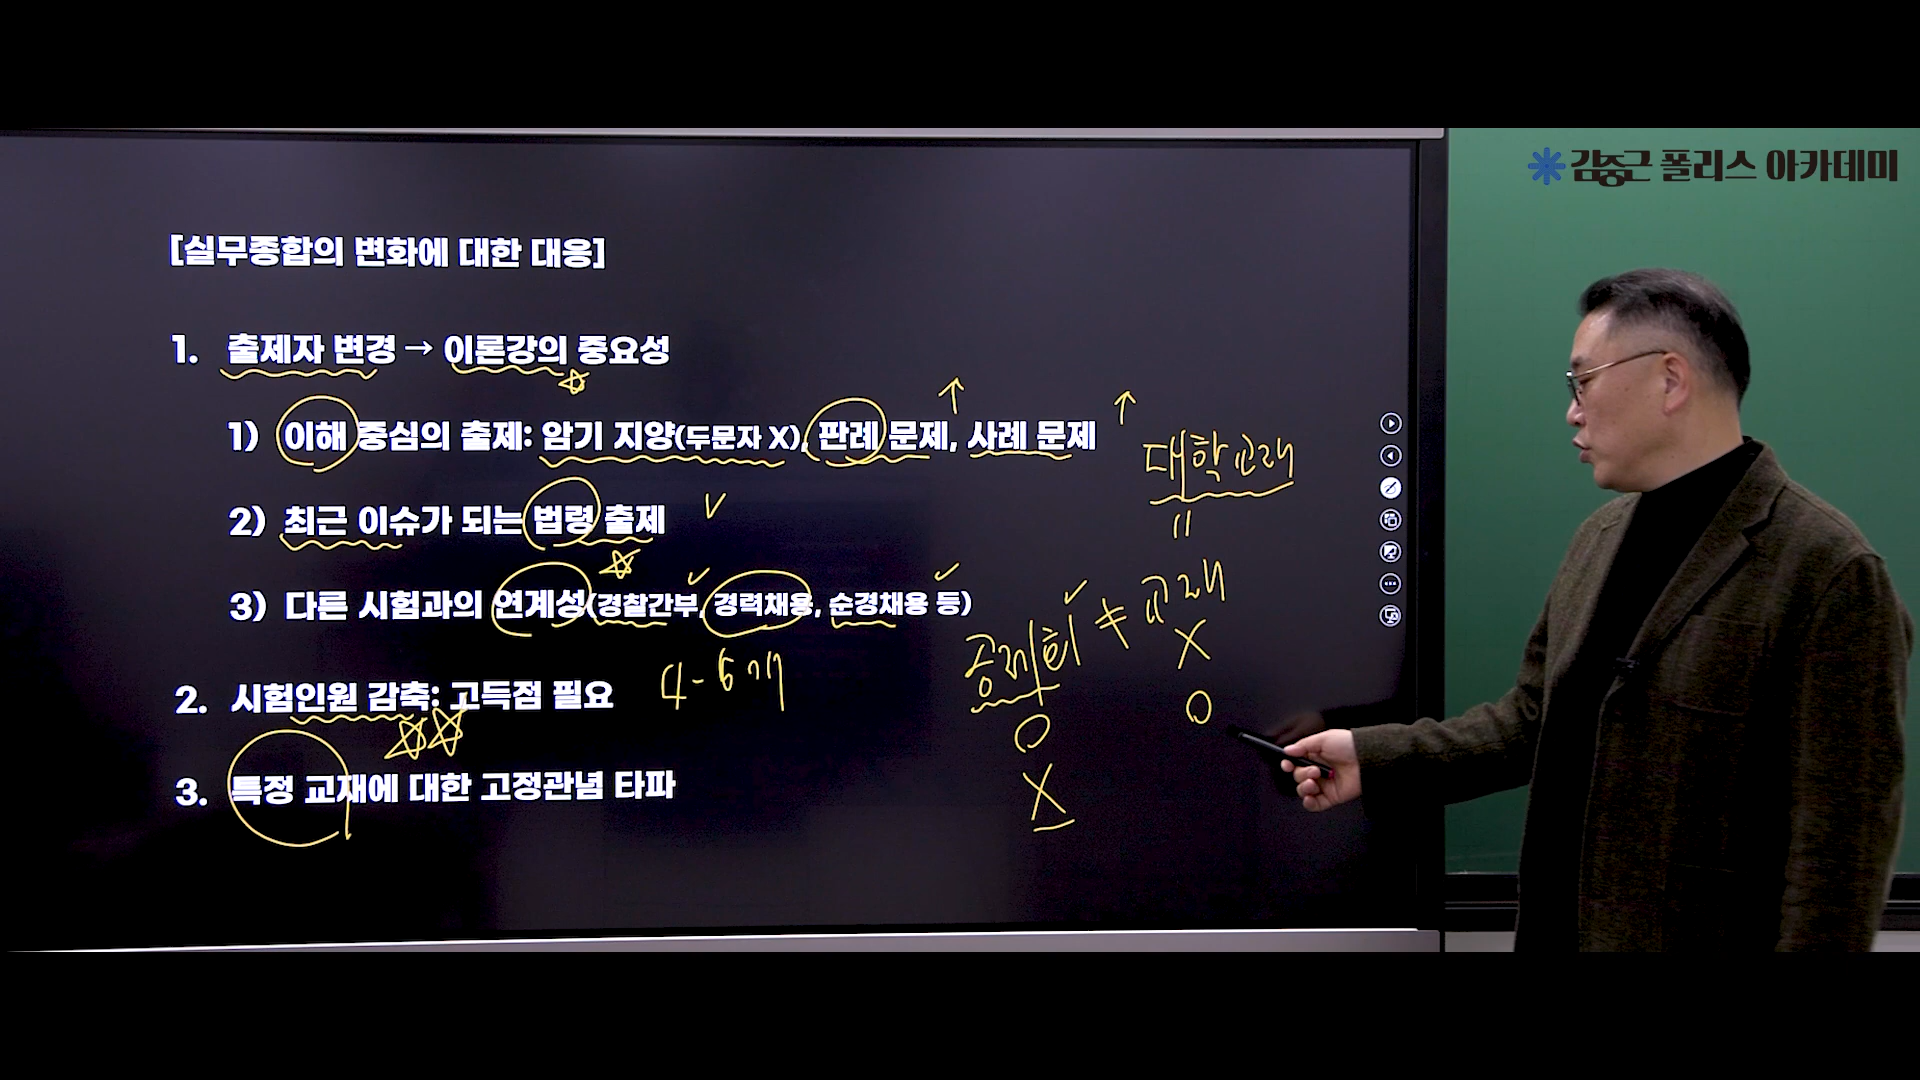 김중근 폴리스 아카데미
[실무종합의 변화에 대한 대응]
1. 출제자 변경 → 이론강의 중요성
1) 이해 중심의 출제: 암기 지양(두문자 X), 판례 문제, 사례 문제
대학교재
2) 최근 이슈가 되는 법령 출제
3) 다른 시험과의 연계성(경찰간부, 경력채용, 순경채용 등)
공제회 ≠ 교재
X
2. 시험인원 감축: 고득점 필요
4-6개
O
O
3. 특정 교재에 대한 고정관념 타파
X